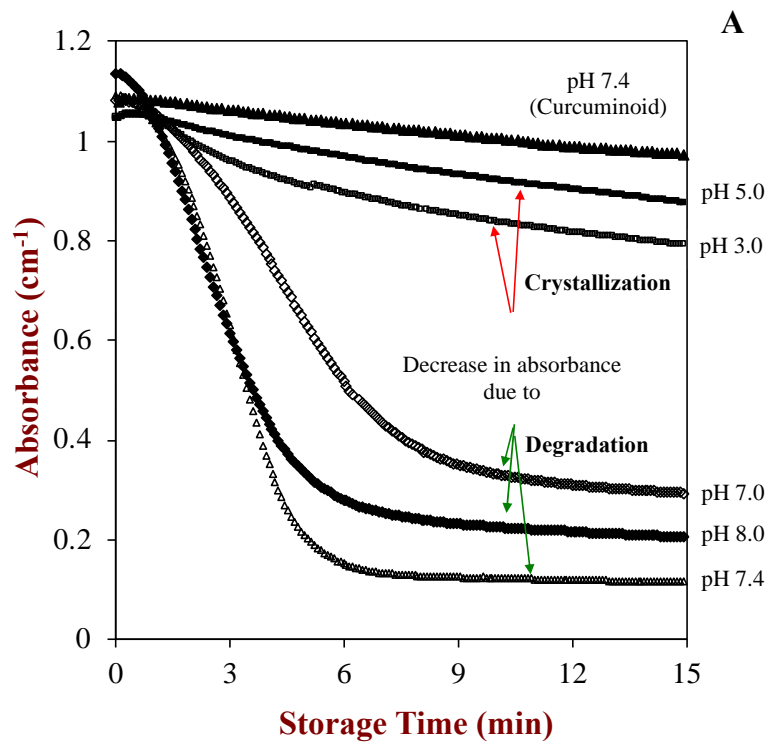 A
1.2
1
0.8
0.6
0.4
0.2
0
Absorbance (cm⁻¹)
pH 7.4
(Curcuminoid)
pH 5.0
pH 3.0
Crystallization
Decrease in absorbance
due to
Degradation
pH 7.0
pH 8.0
pH 7.4
0 3 6 9 12 15
Storage Time (min)